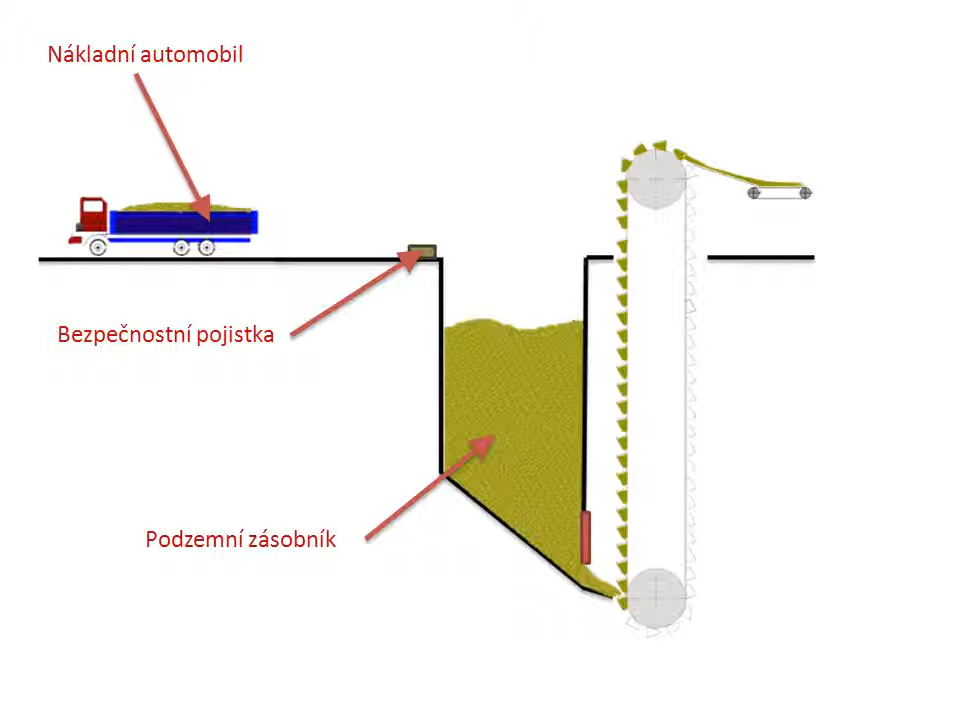 Nákladní automobil
Bezpečnostní pojistka
Podzemní zásobník